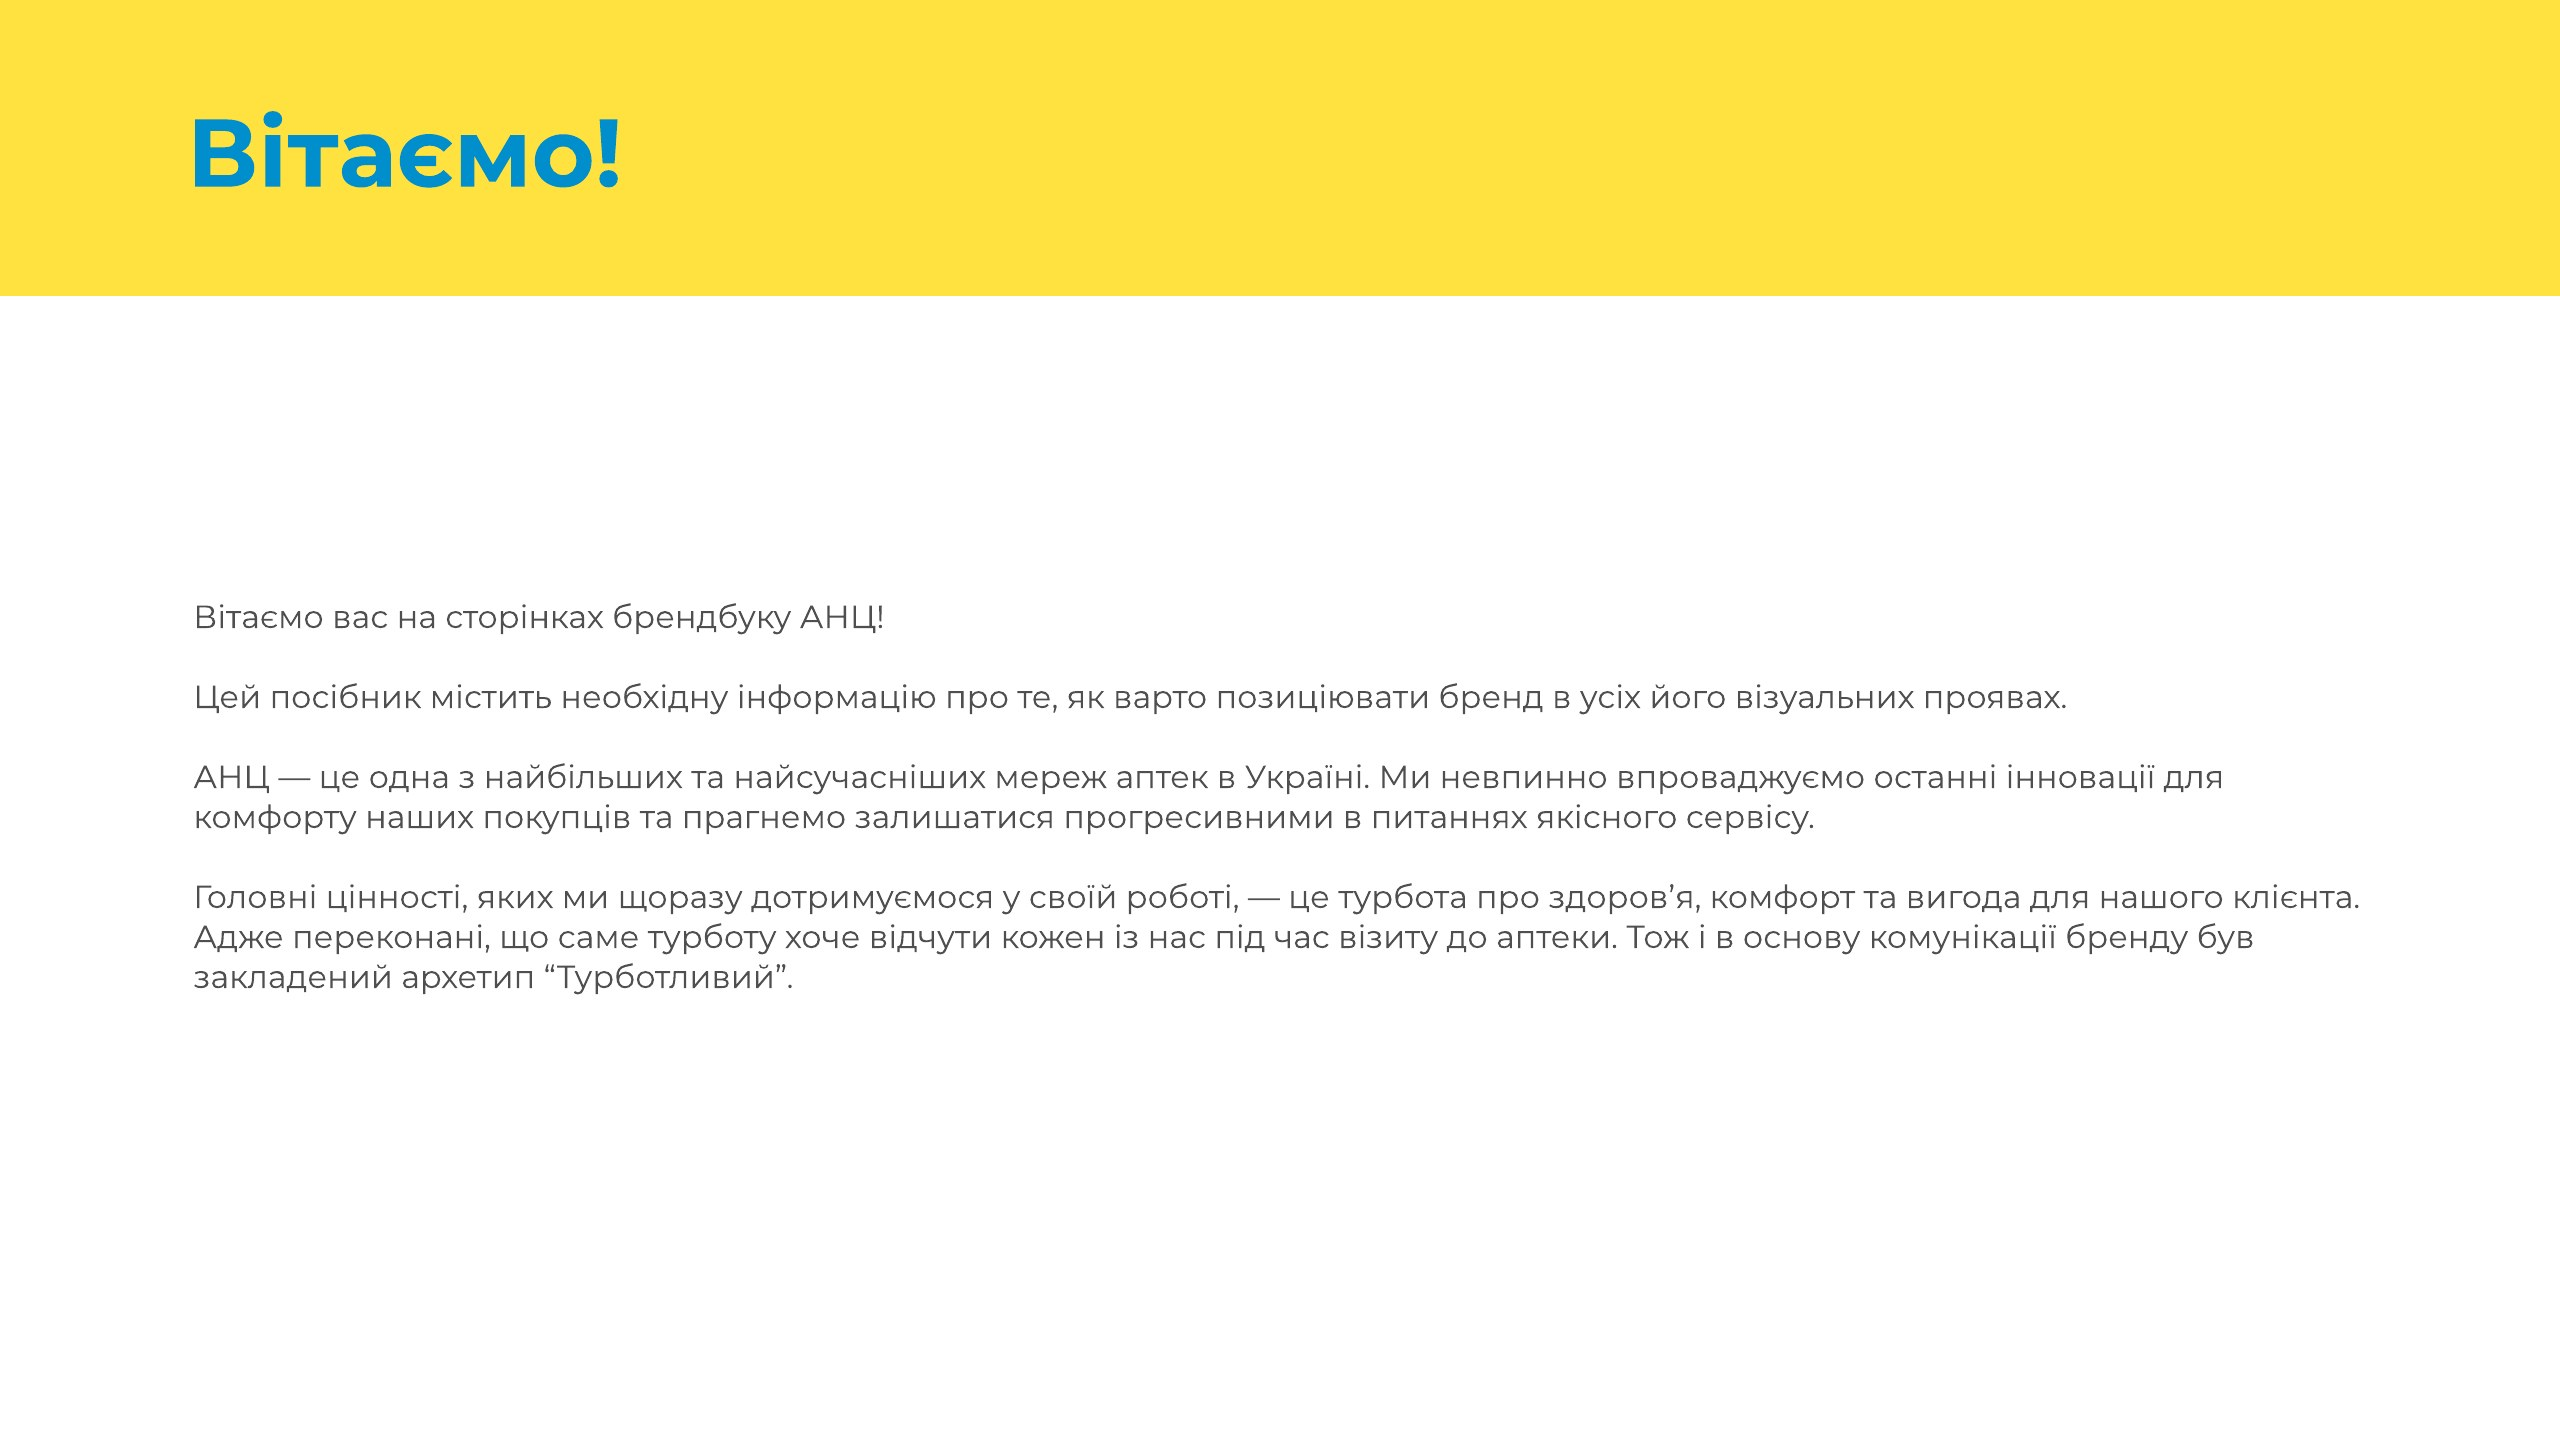 Вітаємо!
Вітаємо вас на сторінках брендбуку АНЦ!
Цей посібник містить необхідну інформацію про те, як варто позиціювати бренд в усіх його візуальних проявах.
АНЦ — це одна з найбільших та найсучасніших мереж аптек в Україні. Ми невпинно впроваджуємо останні інновації для
комфорту наших покупців та прагнемо залишатися прогресивними в питаннях якісного сервісу.
Головні цінності, яких ми щоразу дотримуємося у своїй роботі, — це турбота про здоров’я, комфорт та вигода для нашого клієнта.
Адже переконані, що саме турботу хоче відчути кожен із нас під час візиту до аптеки. Тож і в основу комунікації бренду був
закладений архетип “Турботливий”.